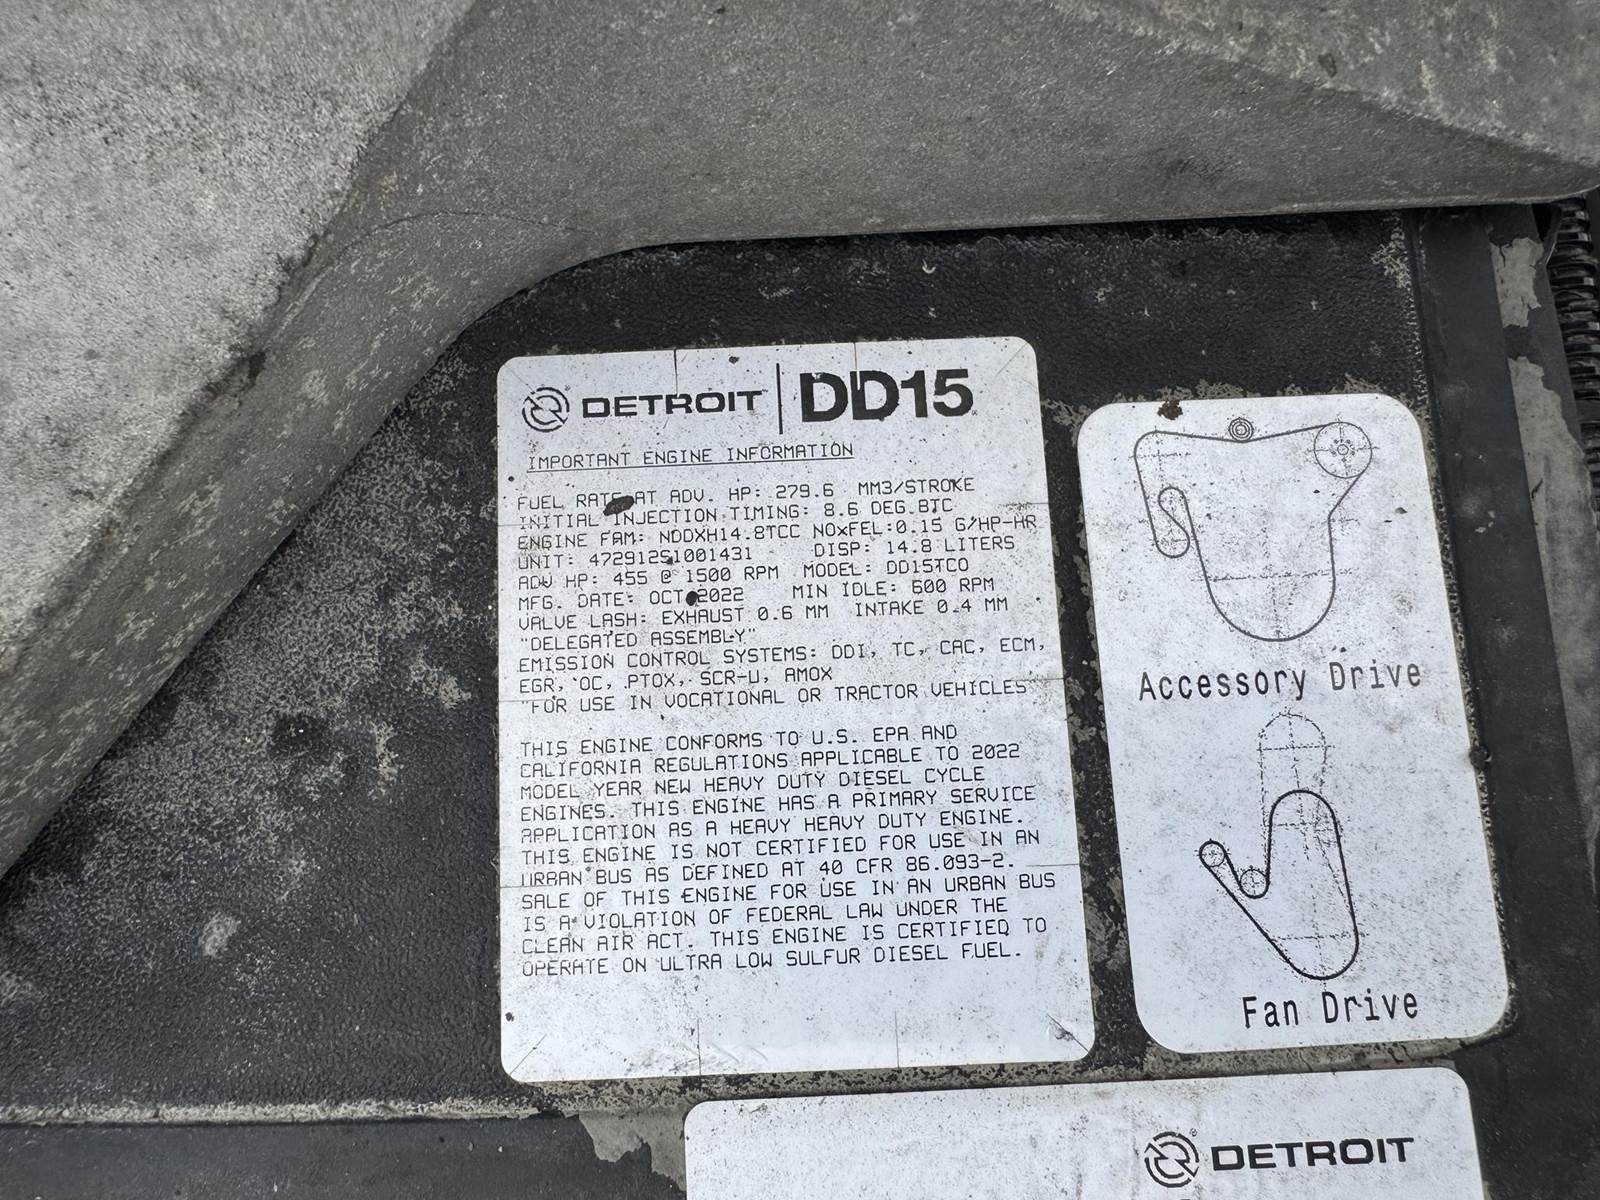 DETROIT DD15
IMPORTANT ENGINE INFORMATION
FUEL RATE AT ADV. HP: 279.6 MM3/STROKE
INITIAL INJECTION TIMING: 8.6 DEG.BTC
ENGINE FAM: NDDXH14.8TCC NOxFEL:0.15 G/HP-HR
UNIT: 472912S1001431 DISP: 14.8 LITERS
ADV HP: 455 @ 1500 RPM MODEL: DD15TCO
MFG. DATE: OCT 2022 MIN IDLE: 600 RPM
VALVE LASH: EXHAUST 0.6 MM INTAKE 0.4 MM
"DELEGATED ASSEMBLY"
EMISSION CONTROL SYSTEMS: DDI, TC, CAC, ECM,
EGR, OC, PTOX, SCR-U, AMOX
"FOR USE IN VOCATIONAL OR TRACTOR VEHICLES"
THIS ENGINE CONFORMS TO U.S. EPA AND
CALIFORNIA REGULATIONS APPLICABLE TO 2022
MODEL YEAR NEW HEAVY DUTY DIESEL CYCLE
ENGINES. THIS ENGINE HAS A PRIMARY SERVICE
APPLICATION AS A HEAVY HEAVY DUTY ENGINE.
THIS ENGINE IS NOT CERTIFIED FOR USE IN AN
URBAN BUS AS DEFINED AT 40 CFR 86.093-2.
SALE OF THIS ENGINE FOR USE IN AN URBAN BUS
IS A VIOLATION OF FEDERAL LAW UNDER THE
CLEAN AIR ACT. THIS ENGINE IS CERTIFIED TO
OPERATE ON ULTRA LOW SULFUR DIESEL FUEL.
Accessory Drive
Fan Drive
DETROIT